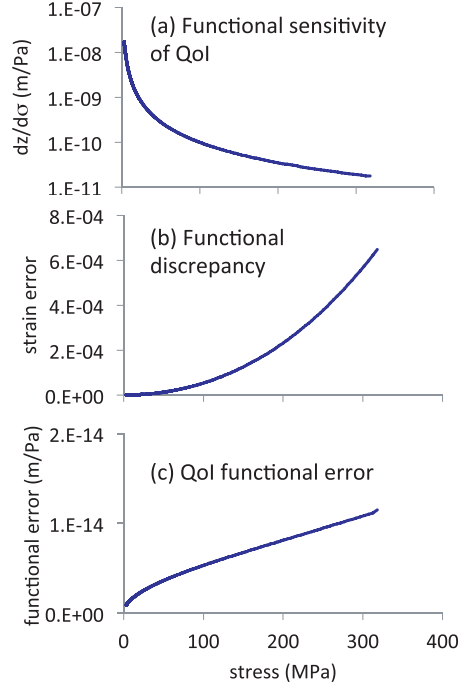 (a) Functional sensitivity
of QoI
dz/dσ (m/Pa)
1.E-07
1.E-08
1.E-09
1.E-10
1.E-11
(b) Functional
discrepancy
strain error
8.E-04
6.E-04
4.E-04
2.E-04
0.E+00
(c) QoI functional error
functional error (m/Pa)
2.E-14
1.E-14
0.E+00
0 100 200 300 400
stress (MPa)